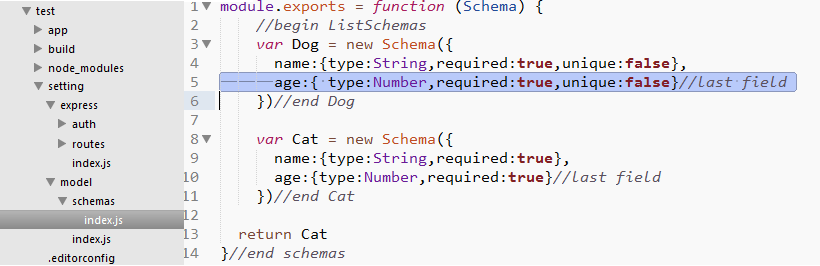 test
app
build
node_modules
setting
express
auth
routes
index.js
model
schemas
index.js
index.js
.editorconfig
1 module.exports = function (Schema) {
2 //begin ListSchemas
3 var Dog = new Schema({
4 name:{type:String,required:true,unique:false},
5 age:{ type:Number,required:true,unique:false}//last field
6 })//end Dog
7
8 var Cat = new Schema({
9 name:{type:String,required:true},
10 age:{type:Number,required:true}//last field
11 })//end Cat
12
13 return Cat
14 }//end schemas